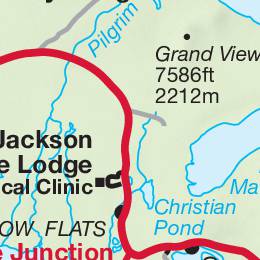 Pilgrim
Grand View
7586ft
2212m
Jackson
e Lodge
cal Clinic
Ma
Christian
Pond
OW FLATS
e Junction